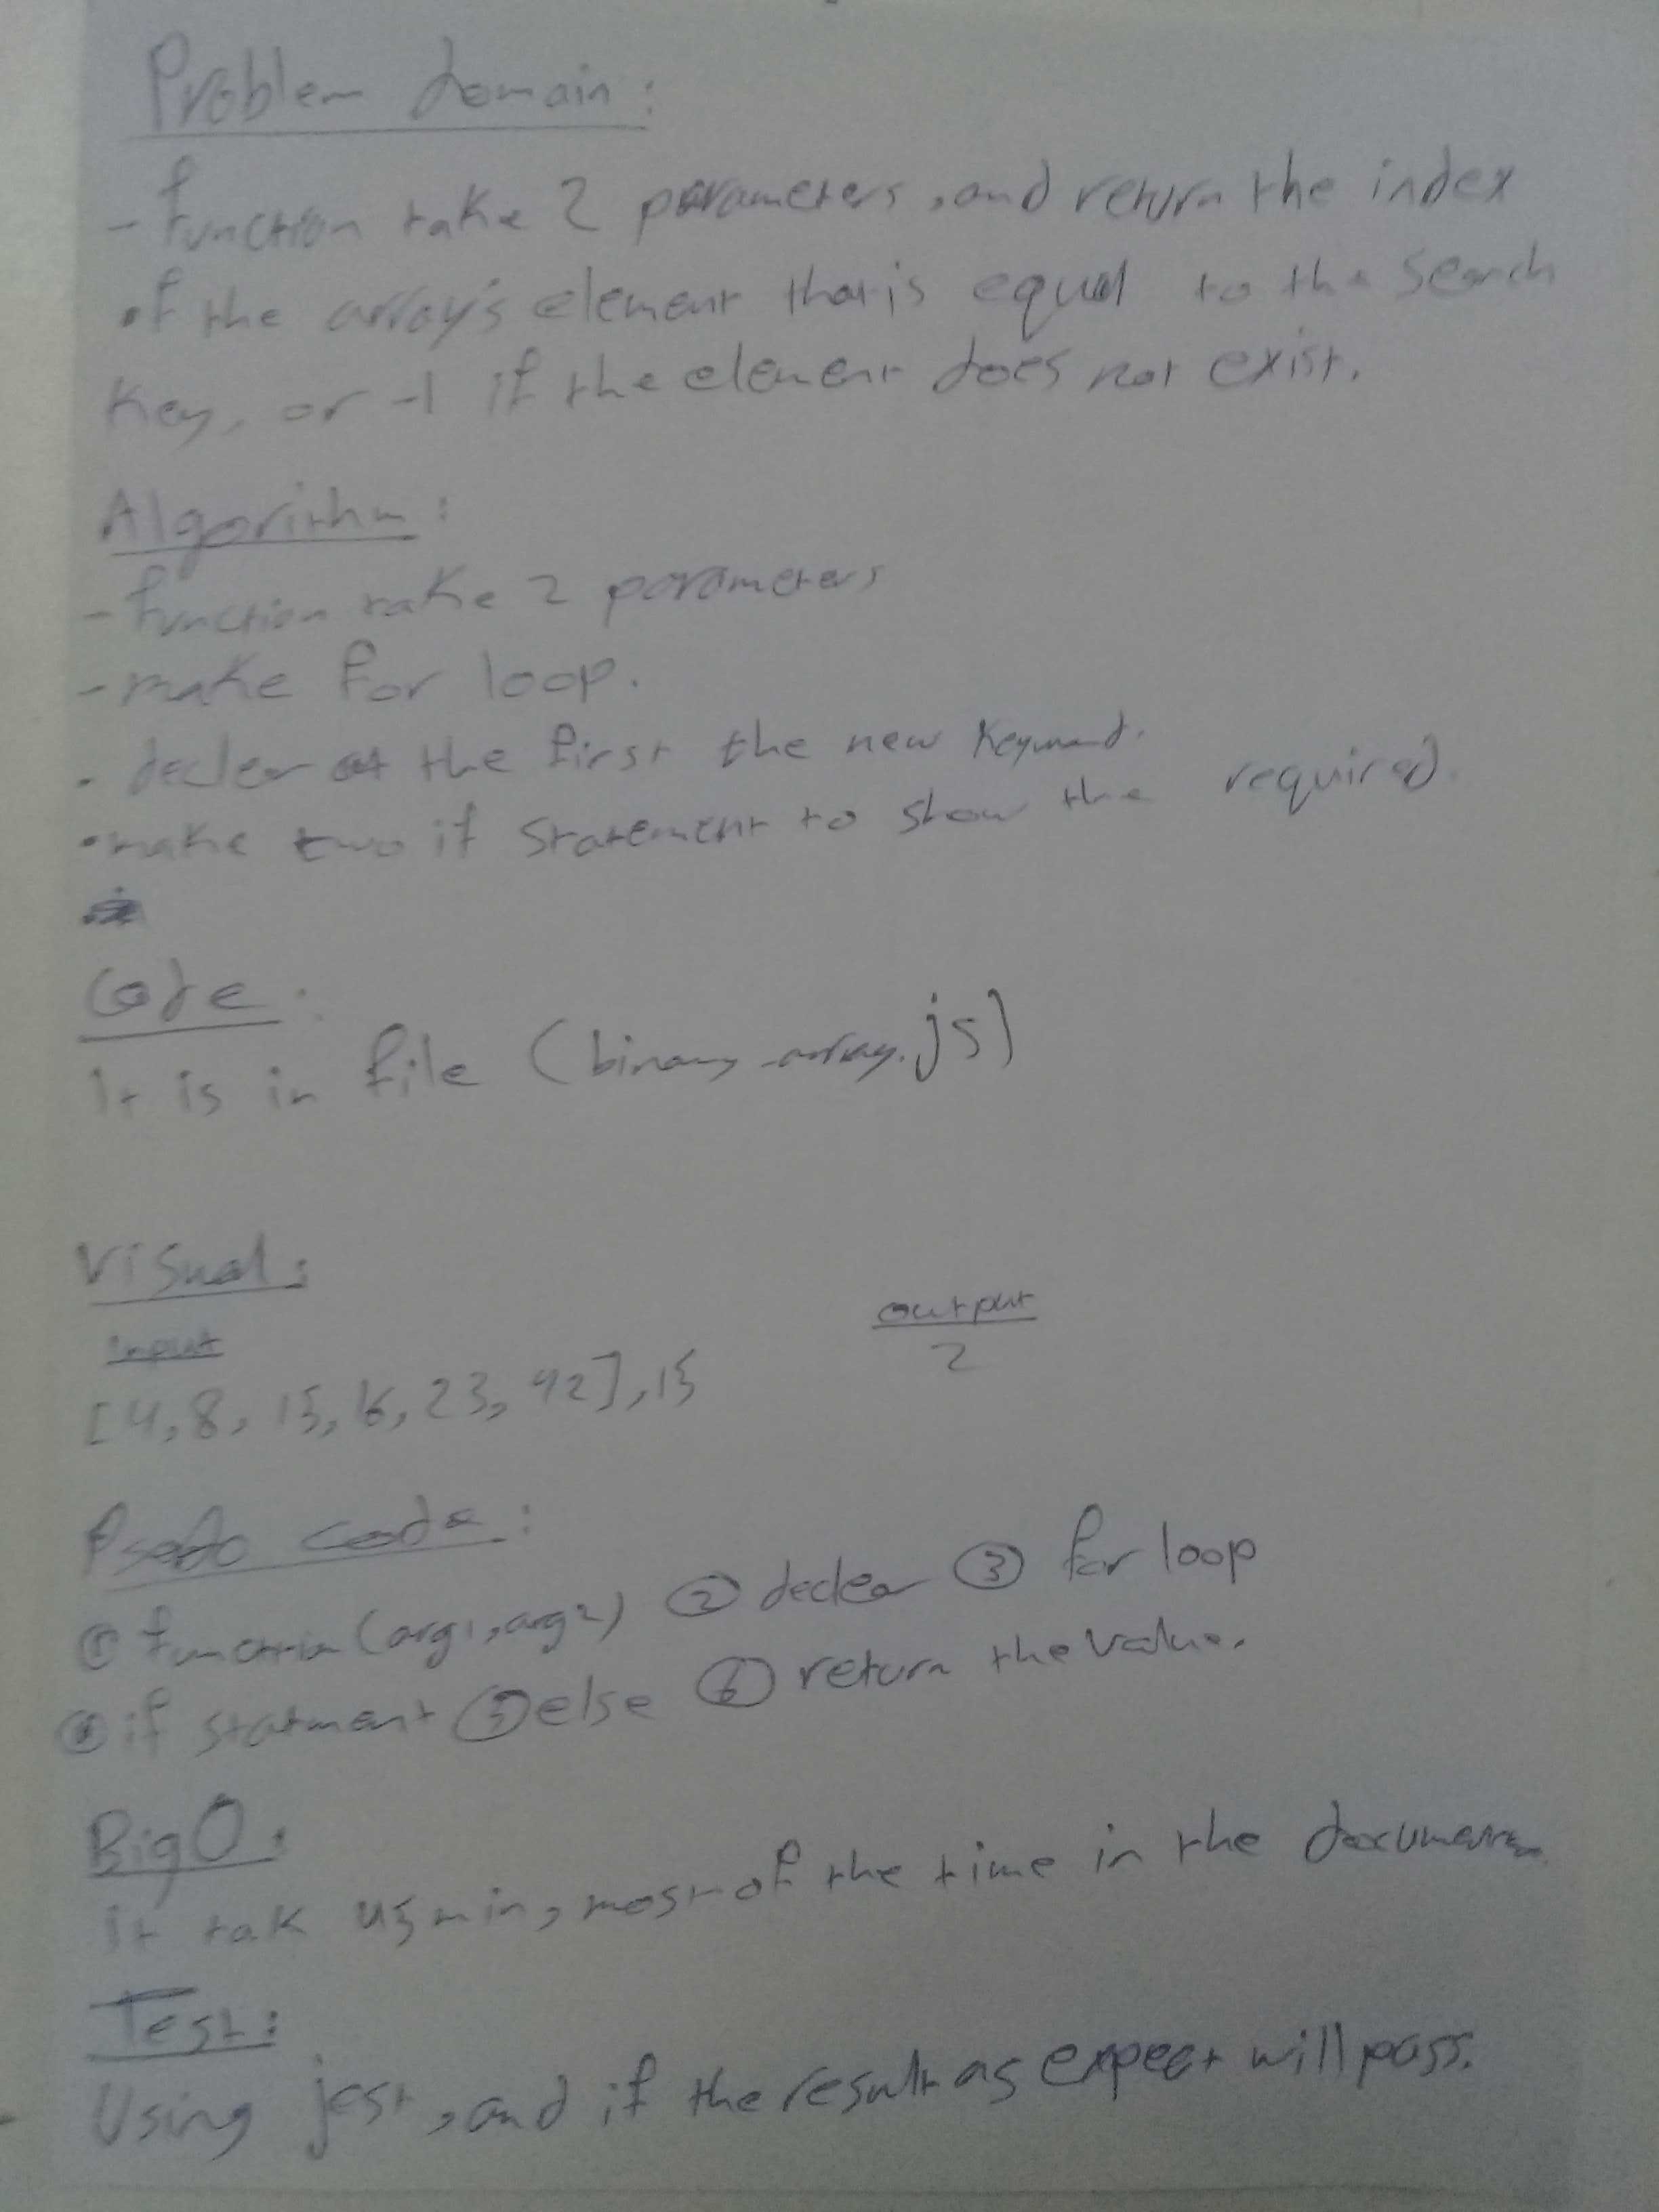 Problem domain:
- function take 2 parameters, and return the index
of the array's element that is equal to the search
key, or -1 if the element does not exist.
Algorithm:
- function take 2 parameters
- make for loop.
. decler at the first the new keyword.
. make two if statement to show the required.
Code:
it is in file (binary_array.js)
Visual:
input output
[4,8, 15, 16, 23, 42], 15 2
Psedo code:
① function (arg1, arg2) ② decler ③ for loop
④ if statment ⑤ else ⑥ return the value.
Big O:
it tak 45 min, most of the time in the
Test:
Using jest, and if the result as expect will pass.